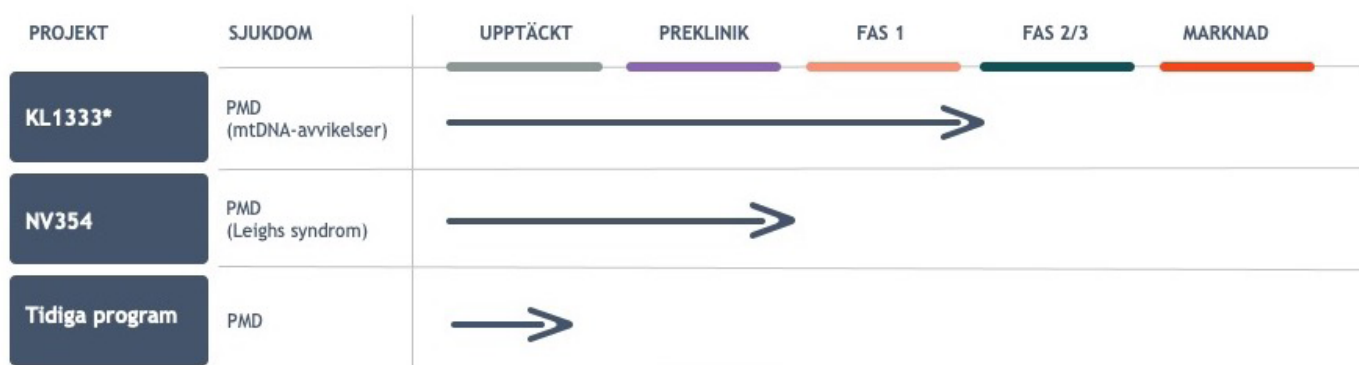 PROJEKT SJUKDOM UPPTÄCKT PREKLINIK FAS 1 FAS 2/3 MARKNAD
KL1333*
PMD
(mtDNA-avvikelser)
NV354
PMD
(Leighs syndrom)
Tidiga program
PMD